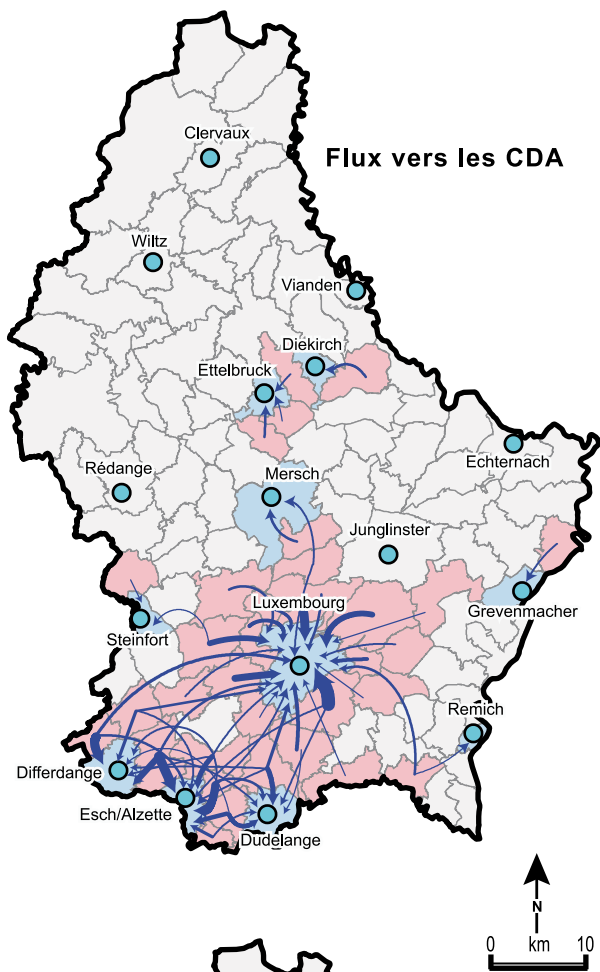 Clervaux
Flux vers les CDA
Wiltz
Vianden
Diekirch
Ettelbruck
Echternach
Rédange
Mersch
Junglinster
Luxembourg
Grevenmacher
Steinfort
Remich
Differdange
Esch/Alzette
Dudelange
N
0 km 10